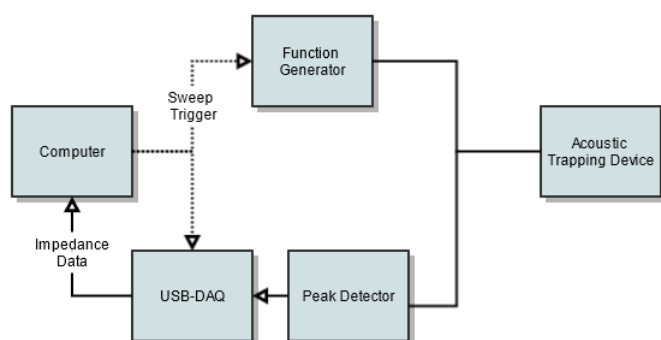 Function
Generator
Sweep
Trigger
Computer
Acoustic
Trapping Device
Impedance
Data
USB-DAQ
Peak Detector